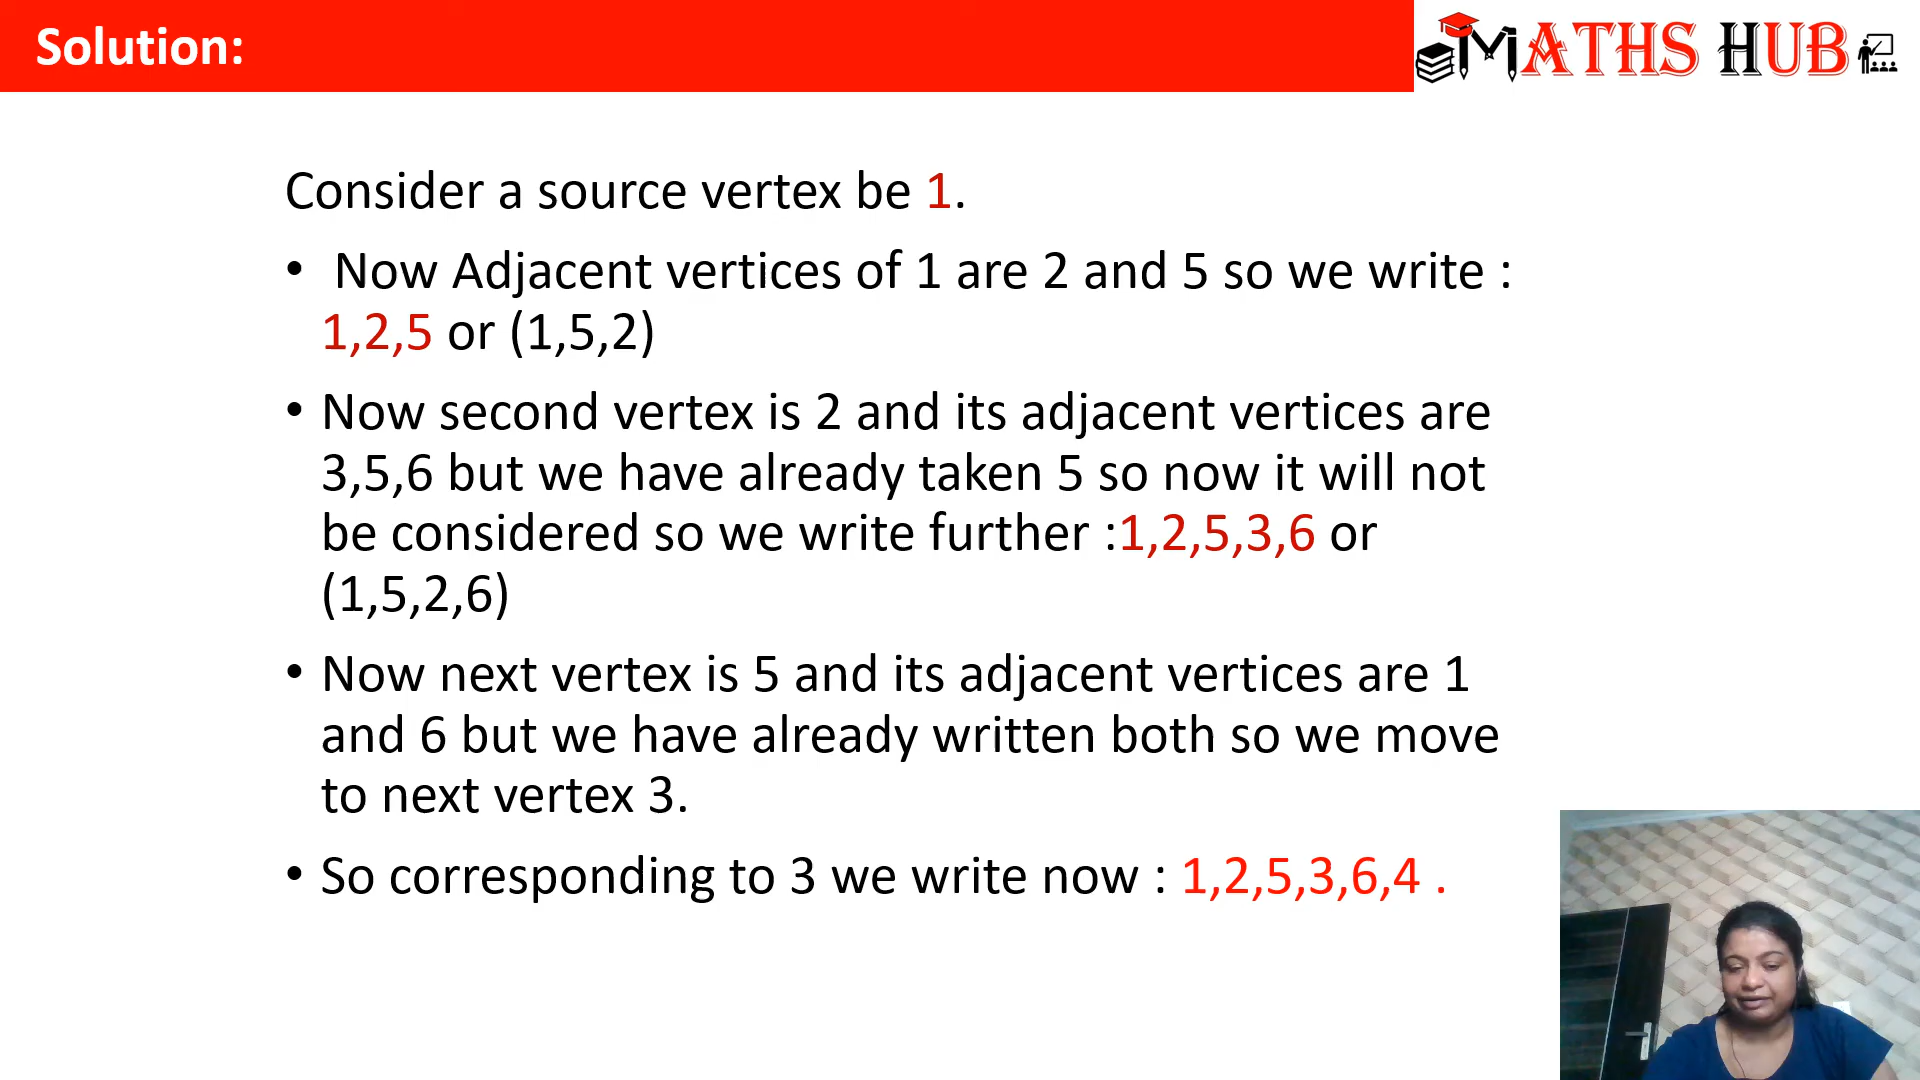 Solution:
MATHS HUB
Consider a source vertex be 1.
• Now Adjacent vertices of 1 are 2 and 5 so we write :
1,2,5 or (1,5,2)
• Now second vertex is 2 and its adjacent vertices are
3,5,6 but we have already taken 5 so now it will not
be considered so we write further :1,2,5,3,6 or
(1,5,2,6)
• Now next vertex is 5 and its adjacent vertices are 1
and 6 but we have already written both so we move
to next vertex 3.
• So corresponding to 3 we write now : 1,2,5,3,6,4 .